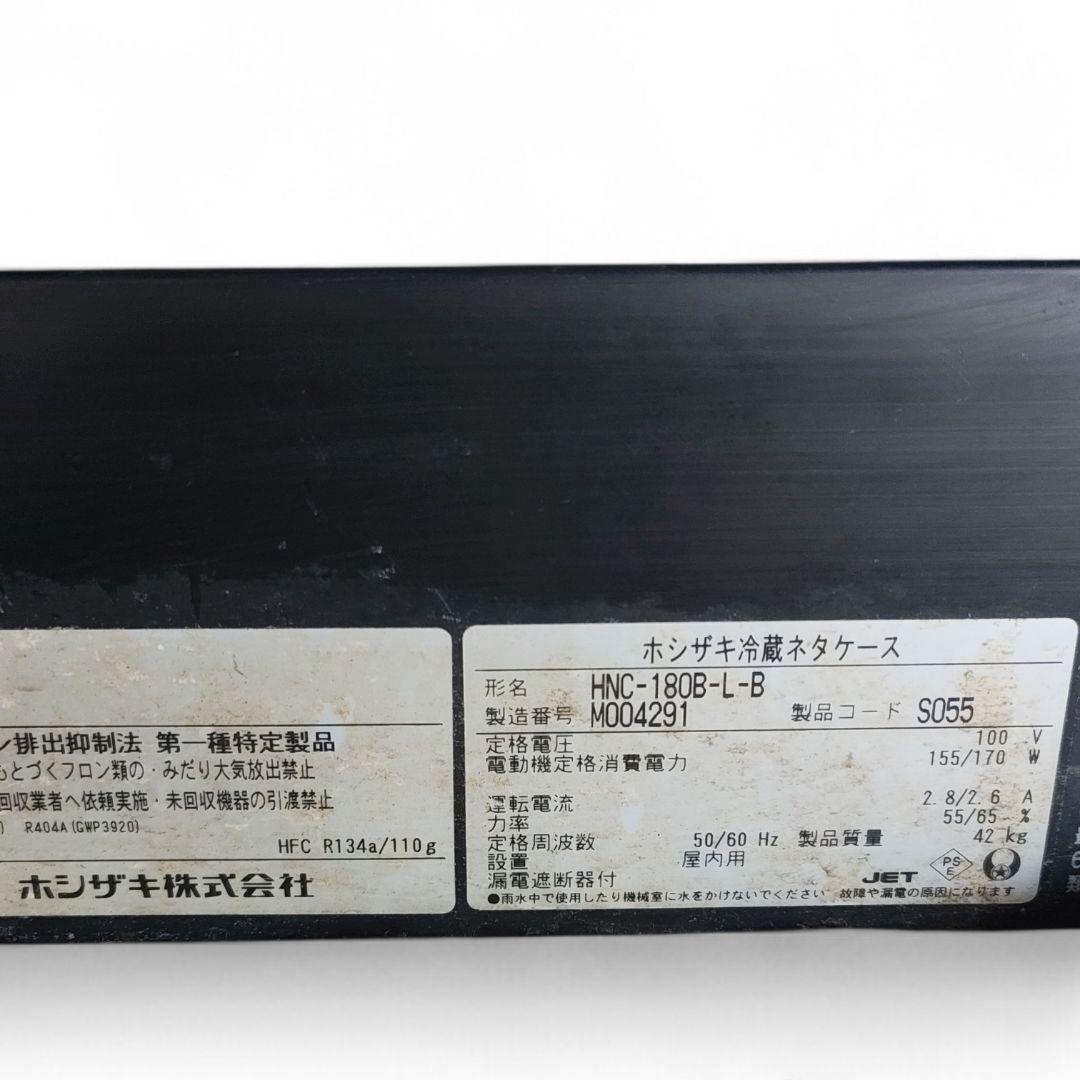 ン排出抑制法 第一種特定製品
もとづくフロン類の・みだり大気放出禁止
回収業者へ依頼実施・未回収機器の引渡禁止
) R404A(GWP3920)
HFC R134a/110g
ホシザキ株式会社
ホシザキ冷蔵ネタケース
形名 HNC-180B-L-B
製造番号 M004291 製品コード S055
定格電圧 100 V
電動機定格消費電力 155/170 W
運転電流 2.8/2.6 A
力率 55/65 %
定格周波数 50/60 Hz 製品質量 42 kg
設置 屋内用
漏電遮断器付 JET PS E
●雨水中で使用したり機械室に水をかけないでください 故障や漏電の原因になります